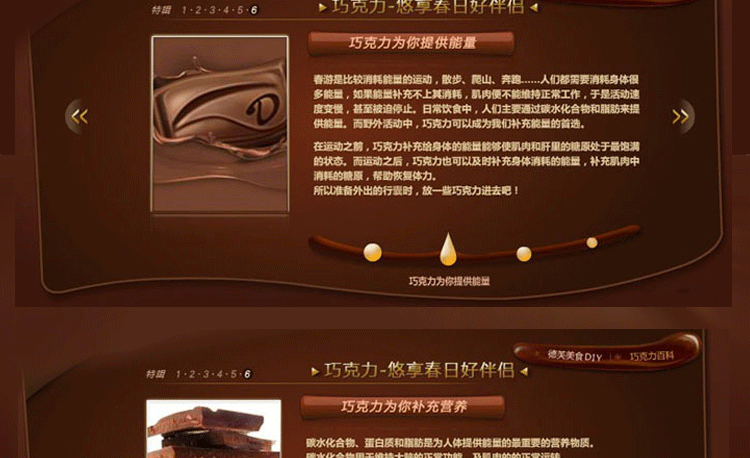 特辑 1·2·3·4·5·6
巧克力-悠享春日好伴侣
巧克力为你提供能量
春游是比较消耗能量的运动，散步、爬山、奔跑……人们都需要消耗身体很
多能量，如果能量补充不上其消耗，肌肉便不能维持正常工作，于是活动速
度变慢，甚至被迫停止。日常饮食中，人们主要通过碳水化合物和脂肪来提
供能量。而野外活动中，巧克力可以成为我们补充能量的首选。
在运动之前，巧克力补充给身体的能量能够使肌肉和肝里的糖原处于最饱满
的状态。而运动之后，巧克力也可以及时补充身体消耗的能量，补充肌肉中
消耗的糖原，帮助恢复体力。
所以准备外出的行囊时，放一些巧克力进去吧！
巧克力为你提供能量
德芙美食DIY
巧克力百科
特辑 1·2·3·4·5·6
巧克力-悠享春日好伴侣
巧克力为你补充营养
碳水化合物、蛋白质和脂肪是为人体提供能量的最重要的营养物质。